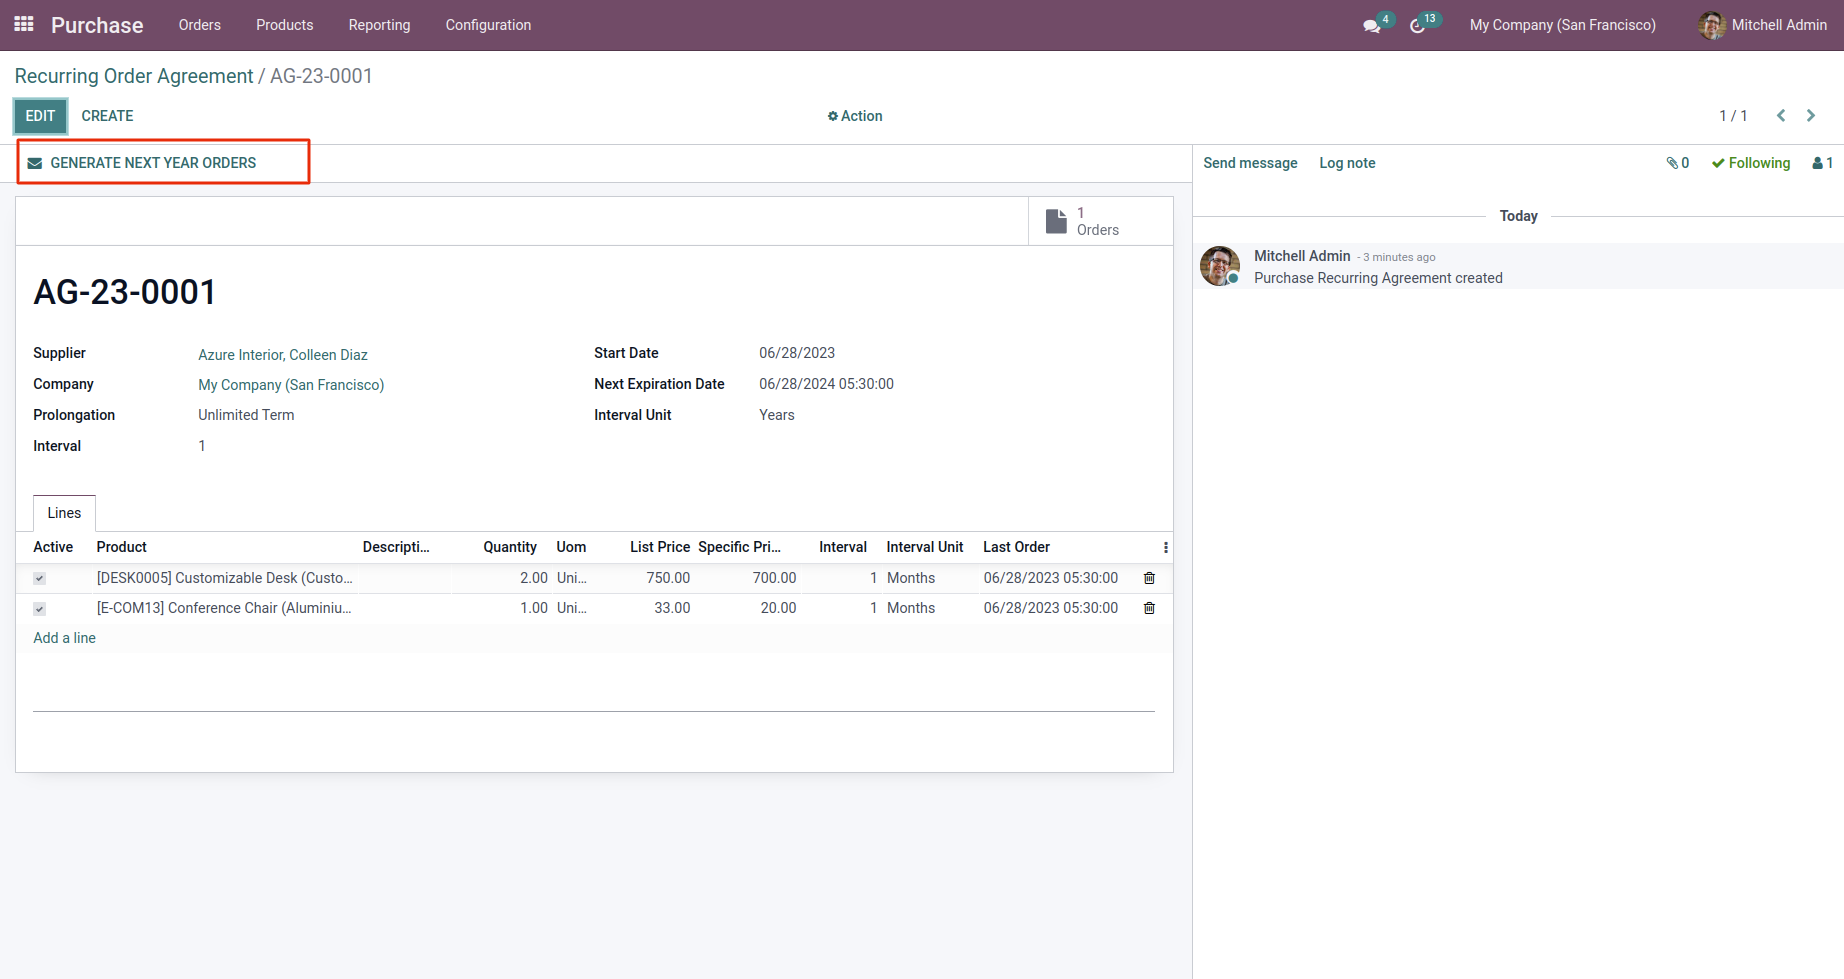 Purchase Orders Products Reporting Configuration 4 13 My Company (San Francisco) Mitchell Admin
Recurring Order Agreement / AG-23-0001
EDIT CREATE Action 1 / 1
GENERATE NEXT YEAR ORDERS
Send message Log note 0 Following 1
1
Orders
Today
Mitchell Admin - 3 minutes ago
Purchase Recurring Agreement created
AG-23-0001
Supplier Azure Interior, Colleen Diaz Start Date 06/28/2023
Company My Company (San Francisco) Next Expiration Date 06/28/2024 05:30:00
Prolongation Unlimited Term Interval Unit Years
Interval 1
Lines
Active Product Descripti... Quantity Uom List Price Specific Pri... Interval Interval Unit Last Order
[DESK0005] Customizable Desk (Custo... 2.00 Uni... 750.00 700.00 1 Months 06/28/2023 05:30:00
[E-COM13] Conference Chair (Aluminiu... 1.00 Uni... 33.00 20.00 1 Months 06/28/2023 05:30:00
Add a line